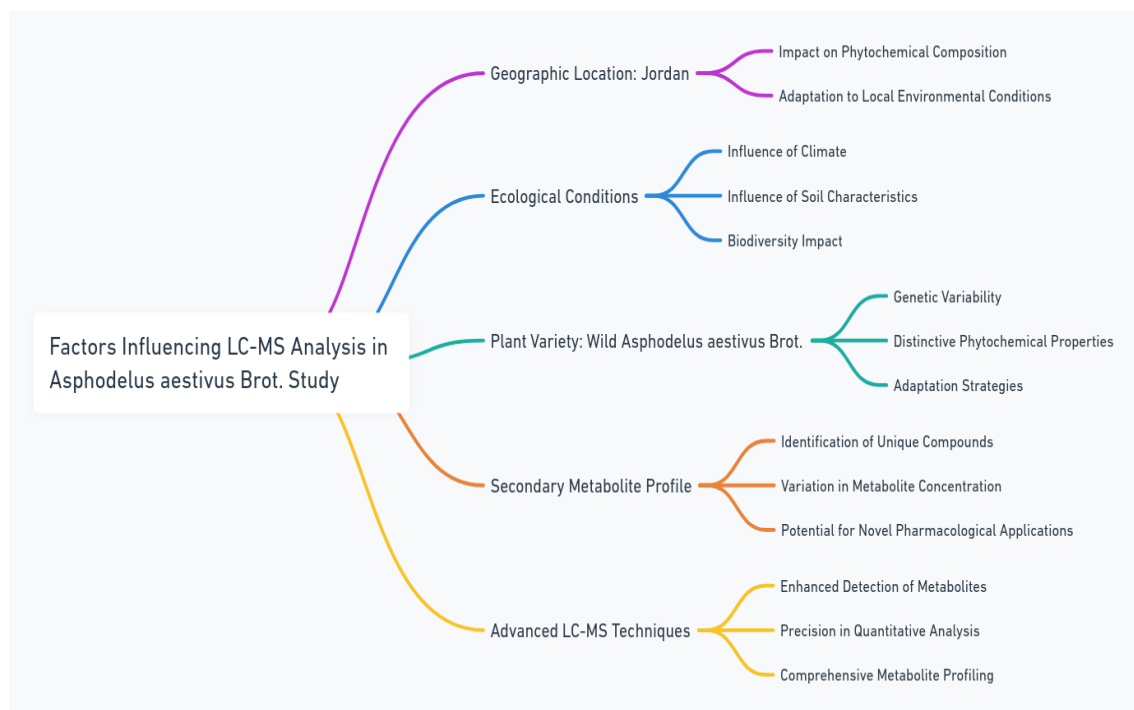 Factors Influencing LC-MS Analysis in
Asphodelus aestivus Brot. Study
Geographic Location: Jordan
Impact on Phytochemical Composition
Adaptation to Local Environmental Conditions
Ecological Conditions
Influence of Climate
Influence of Soil Characteristics
Biodiversity Impact
Plant Variety: Wild Asphodelus aestivus Brot.
Genetic Variability
Distinctive Phytochemical Properties
Adaptation Strategies
Secondary Metabolite Profile
Identification of Unique Compounds
Variation in Metabolite Concentration
Potential for Novel Pharmacological Applications
Advanced LC-MS Techniques
Enhanced Detection of Metabolites
Precision in Quantitative Analysis
Comprehensive Metabolite Profiling